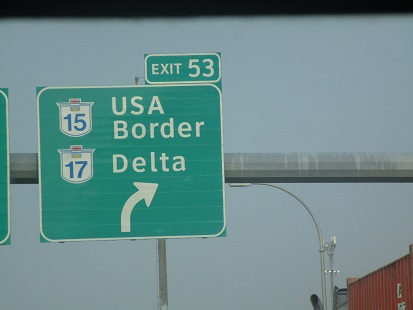 EXIT 53
15 USA
Border
17 Delta